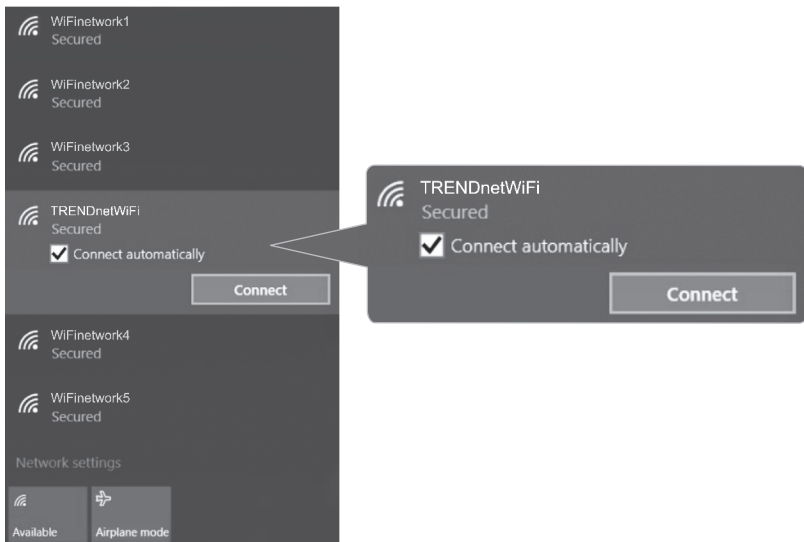 WiFinetwork1
Secured
WiFinetwork2
Secured
WiFinetwork3
Secured
TRENDnetWiFi
Secured
Connect automatically
Connect
WiFinetwork4
Secured
WiFinetwork5
Secured
Network settings
Available
Airplane mode
TRENDnetWiFi
Secured
Connect automatically
Connect